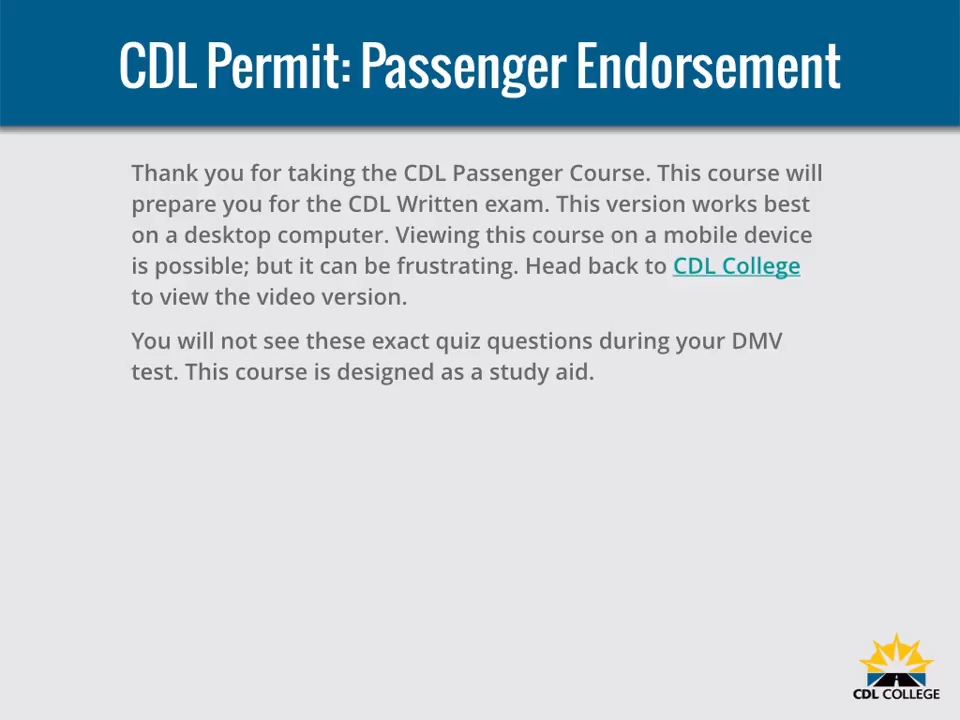 CDL Permit: Passenger Endorsement
Thank you for taking the CDL Passenger Course. This course will
prepare you for the CDL Written exam. This version works best
on a desktop computer. Viewing this course on a mobile device
is possible; but it can be frustrating. Head back to CDL College
to view the video version.
You will not see these exact quiz questions during your DMV
test. This course is designed as a study aid.
CDL COLLEGE